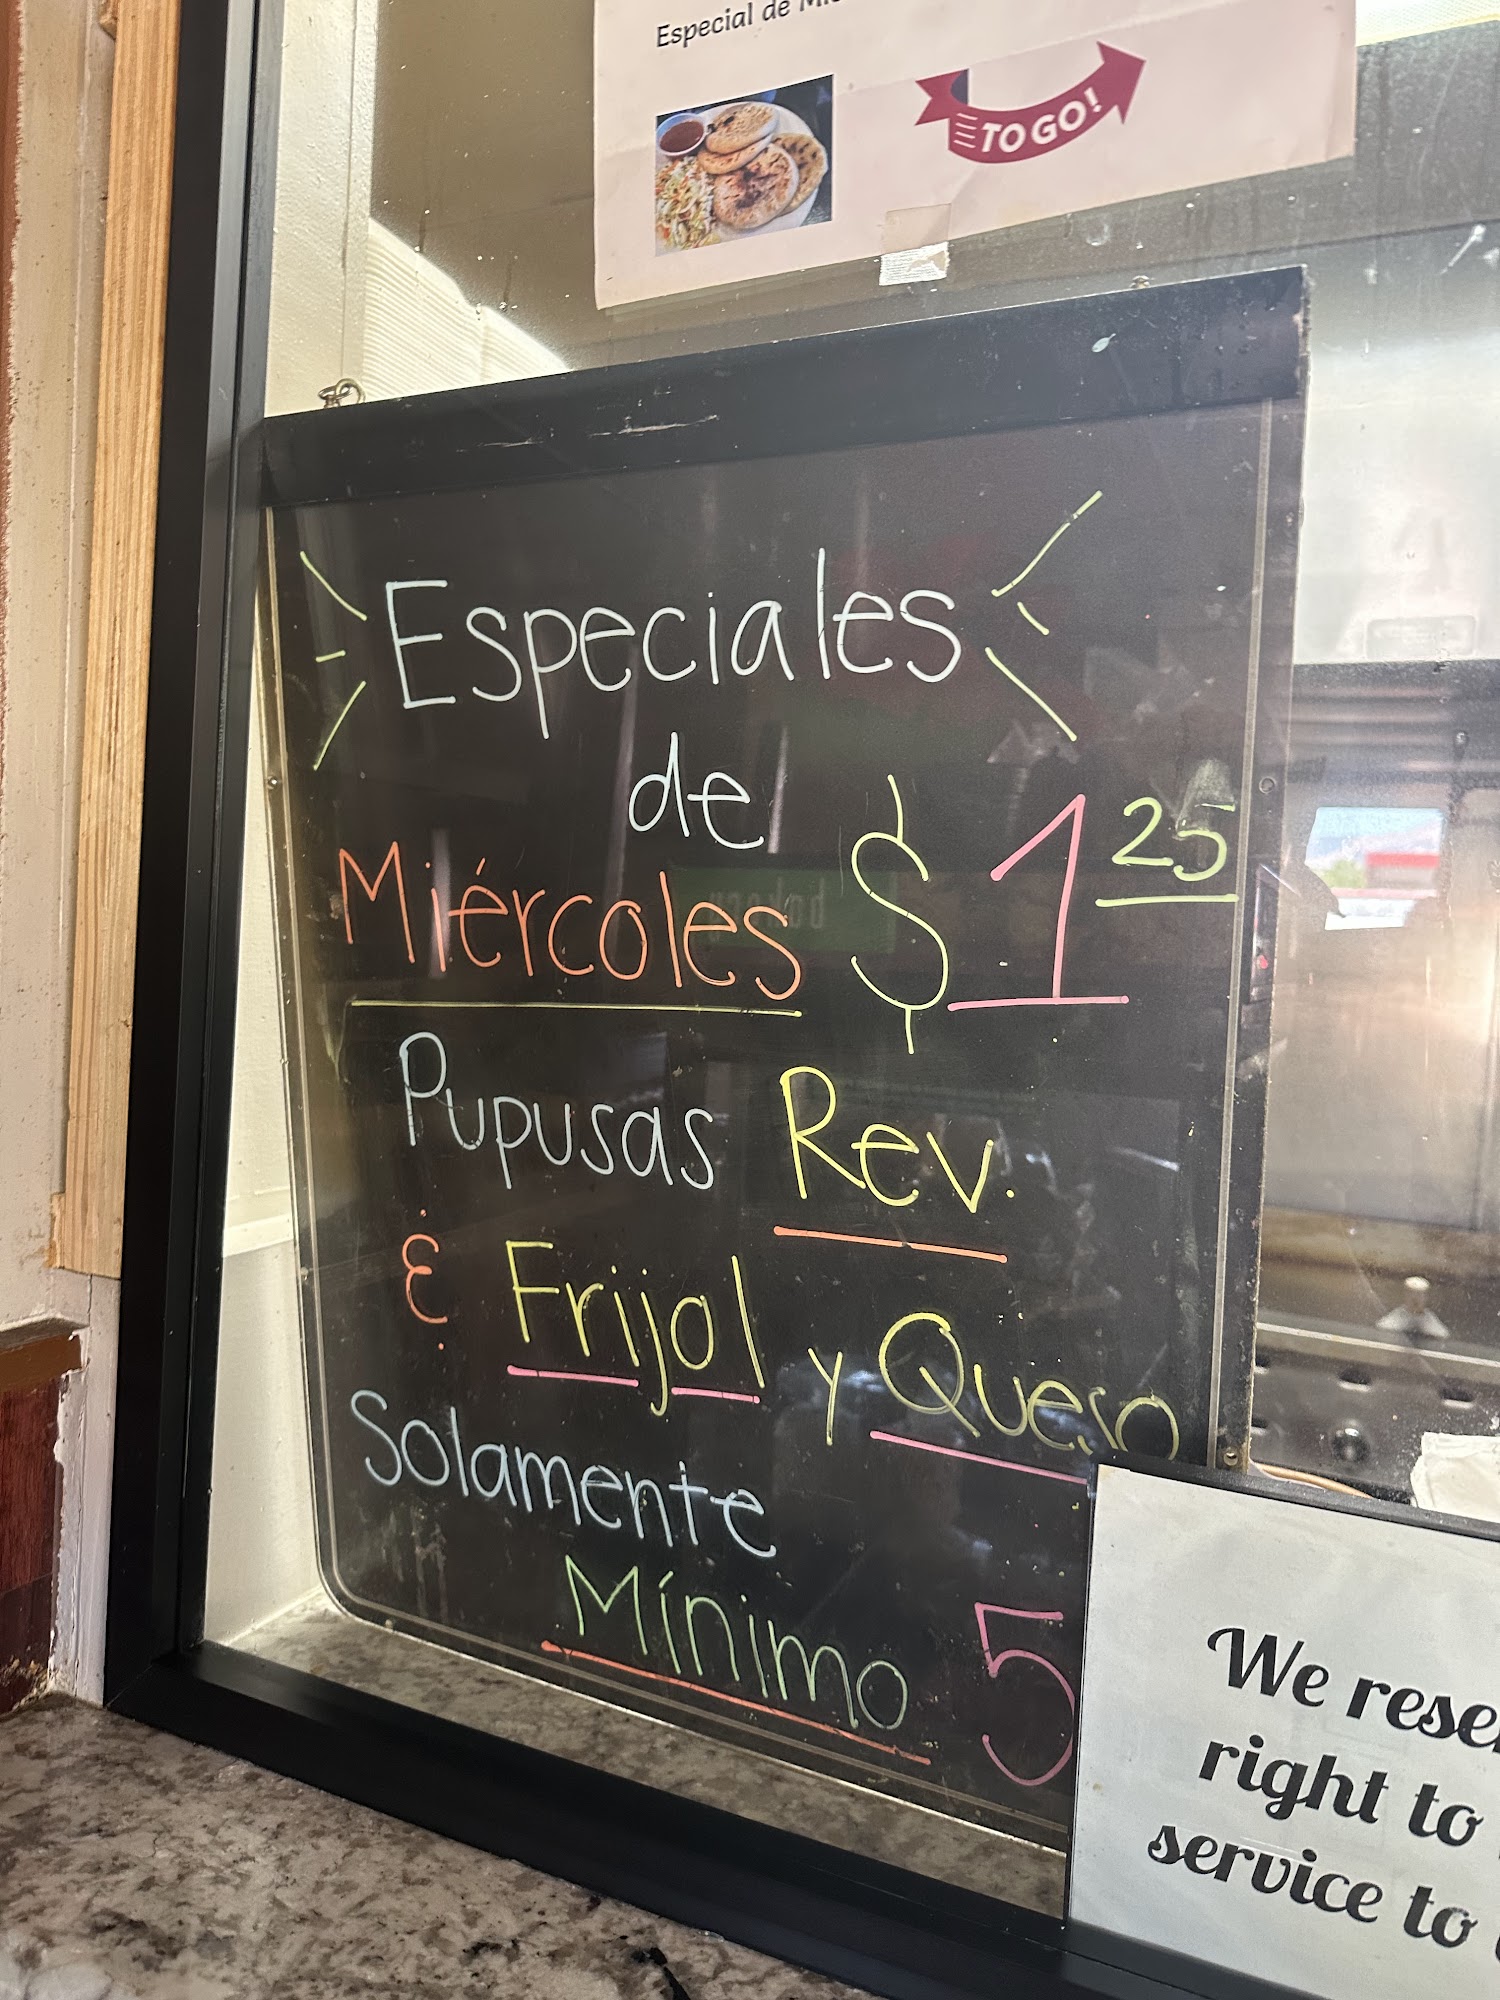 Especial de
TO GO!
Especiales
de
Miércoles $1 25
Pupusas Rev.
& Frijol y Queso
Solamente
Mínimo 5
We rese
right to
service to